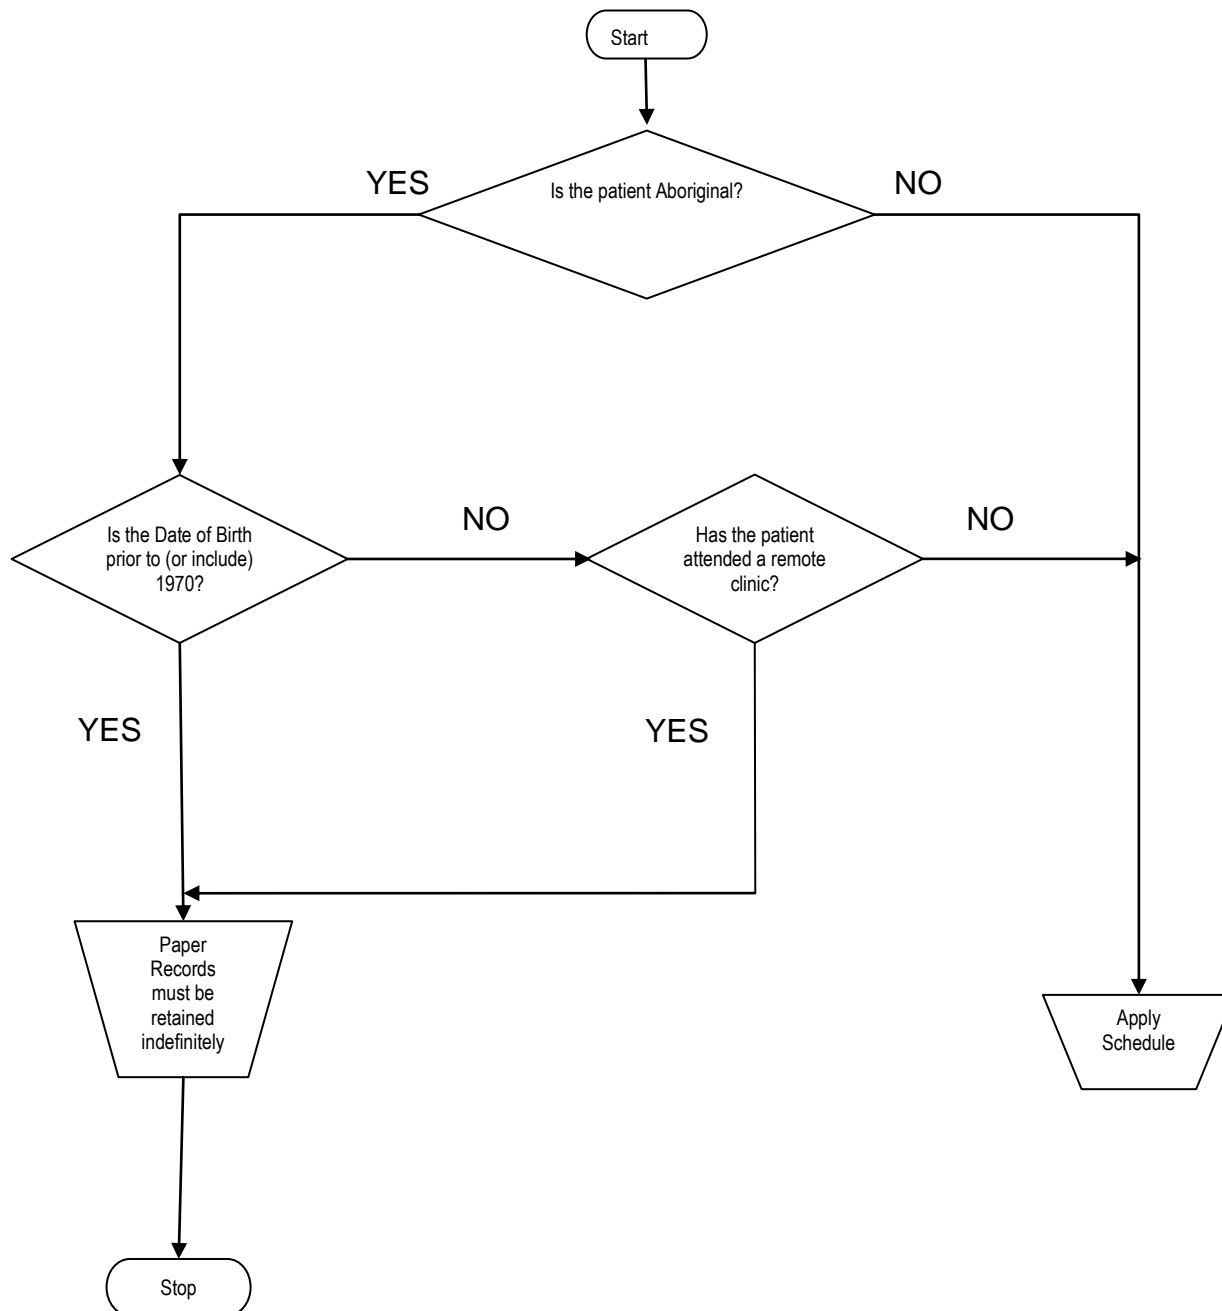 Start
YES
Is the patient Aboriginal?
NO
Is the Date of Birth
prior to (or include)
1970?
NO
Has the patient
attended a remote
clinic?
NO
YES
YES
Paper
Records
must be
retained
indefinitely
Apply
Schedule
Stop